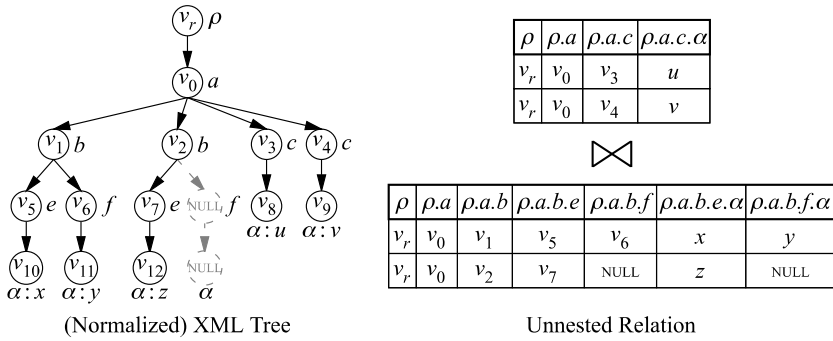 v_r ρ
v_0 a
v_1 b v_2 b v_3 c v_4 c
v_5 e v_6 f v_7 e NULL f v_8 v_9
α:u α:v
v_10 v_11 v_12 NULL
α:x α:y α:z α
(Normalized) XML Tree
ρ ρ.a ρ.a.c ρ.a.c.α
v_r v_0 v_3 u
v_r v_0 v_4 v
⋈
ρ ρ.a ρ.a.b ρ.a.b.e ρ.a.b.f ρ.a.b.e.α ρ.a.b.f.α
v_r v_0 v_1 v_5 v_6 x y
v_r v_0 v_2 v_7 NULL z NULL
Unnested Relation